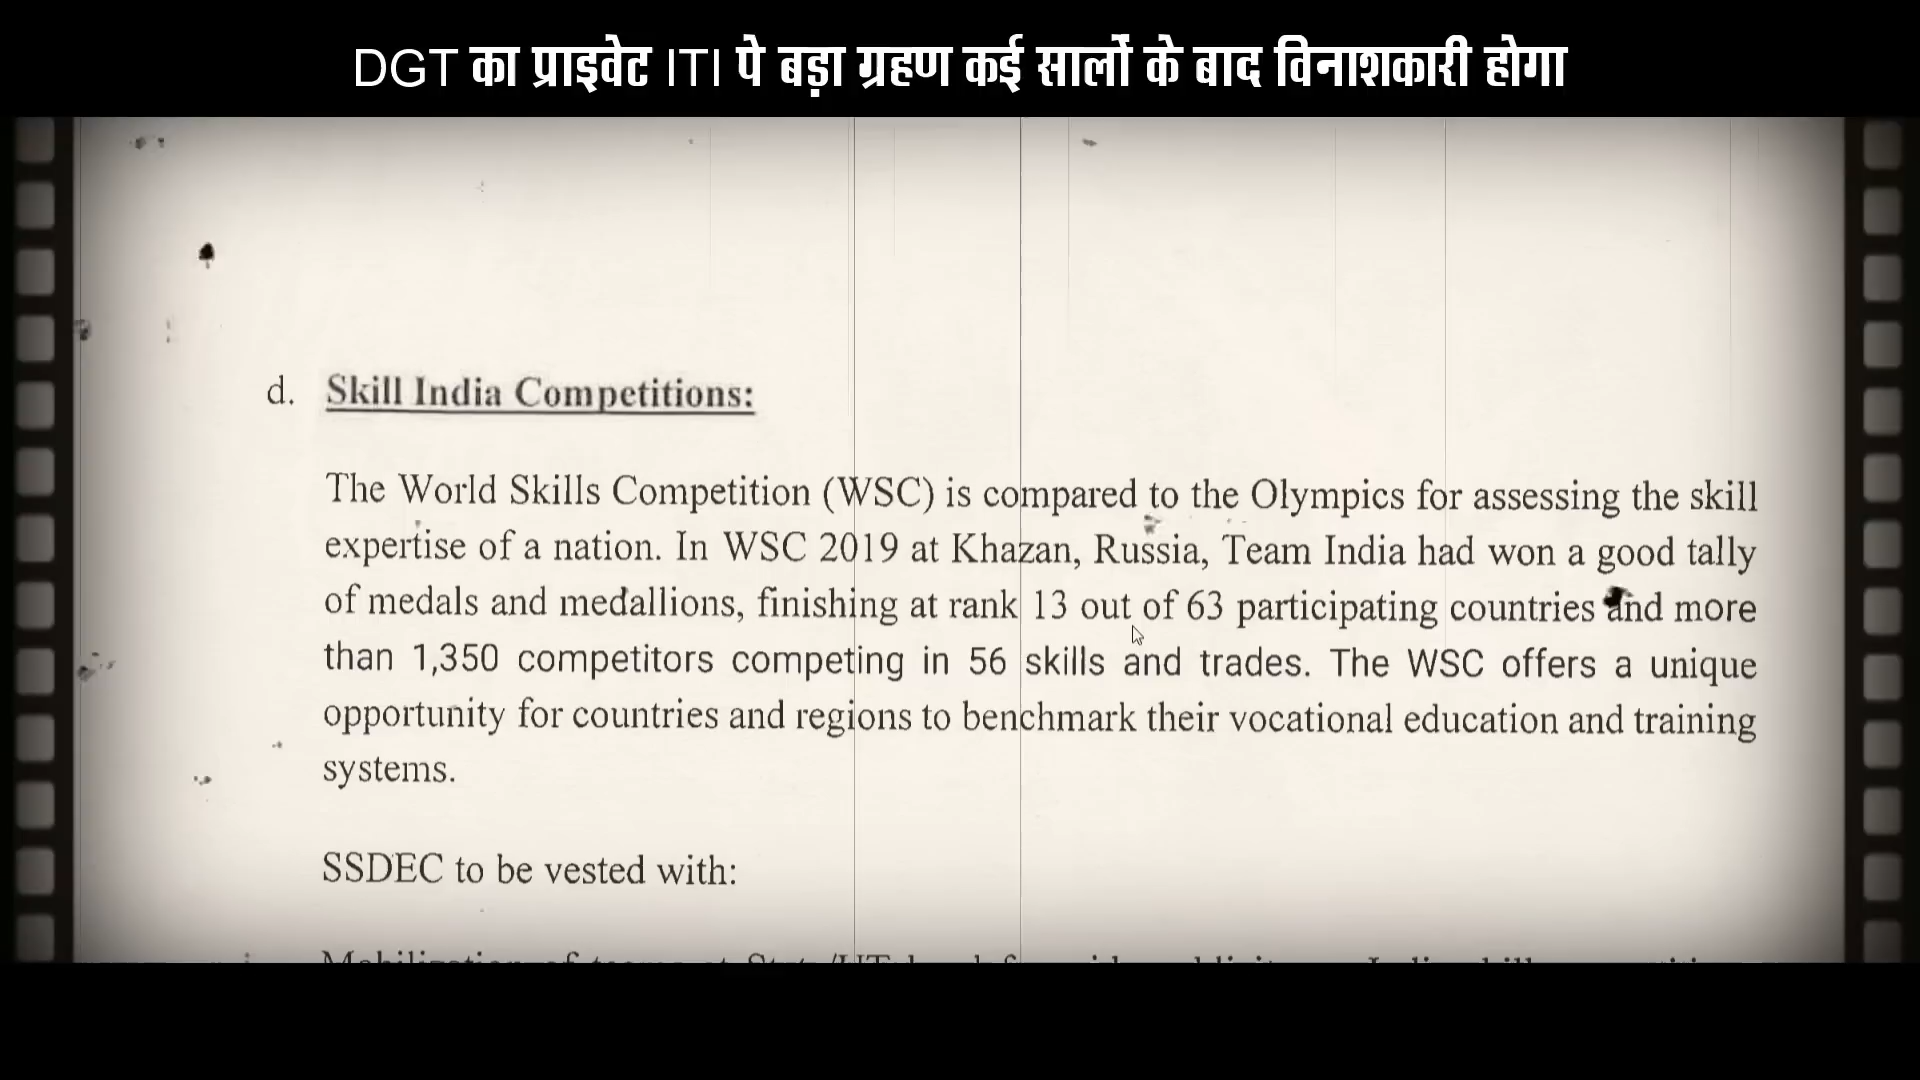 DGT का प्राइवेट ITI पे बड़ा ग्रहण कई सालों के बाद विनाशकारी होगा
d. Skill India Competitions:
The World Skills Competition (WSC) is compared to the Olympics for assessing the skill
expertise of a nation. In WSC 2019 at Khazan, Russia, Team India had won a good tally
of medals and medallions, finishing at rank 13 out of 63 participating countries and more
than 1,350 competitors competing in 56 skills and trades. The WSC offers a unique
opportunity for countries and regions to benchmark their vocational education and training
systems.
SSDEC to be vested with: